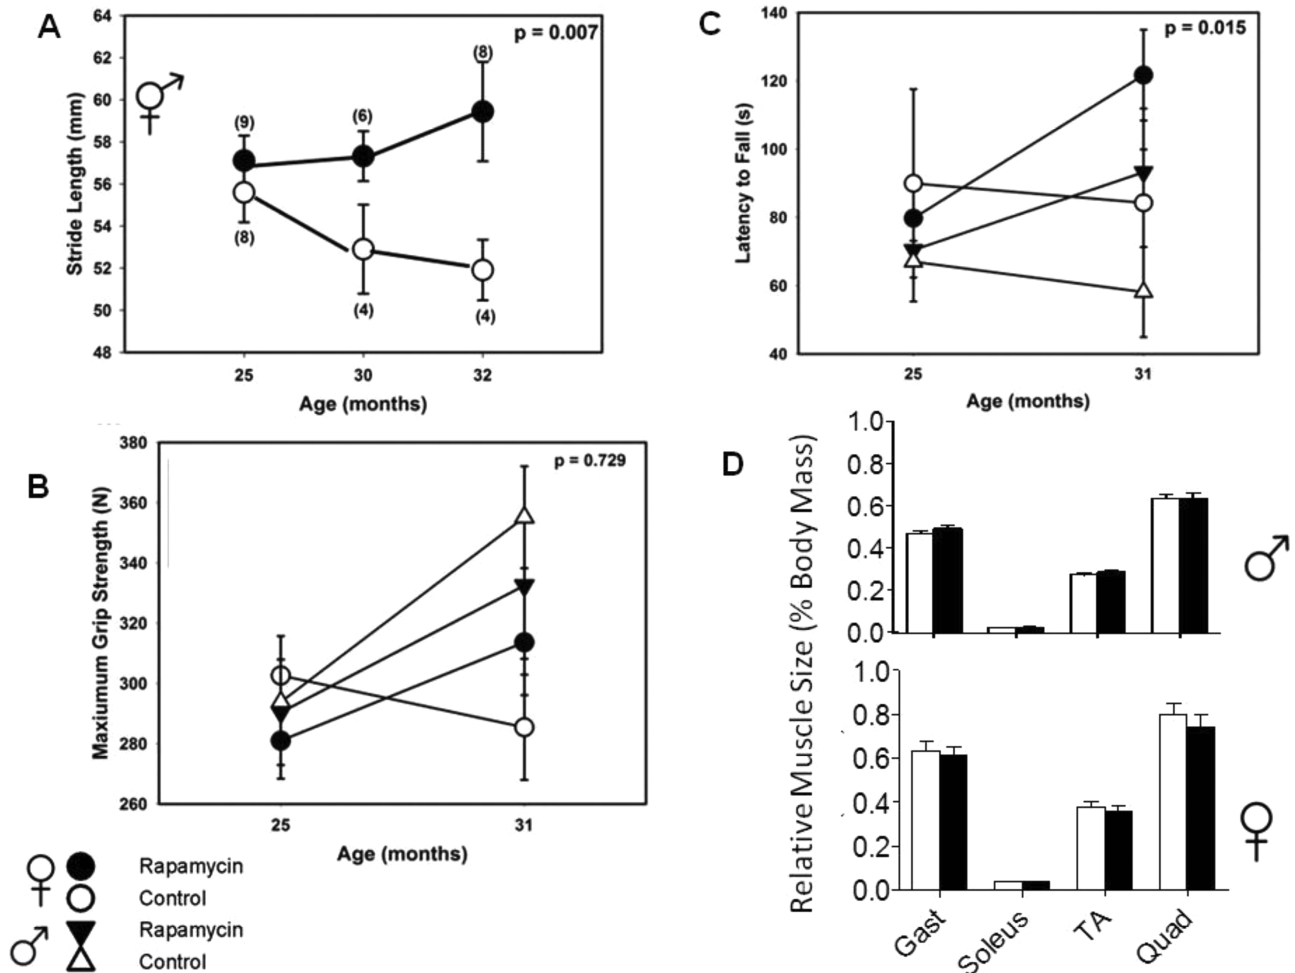 A
p = 0.007
Stride Length (mm)
64
62
60
58
56
54
52
50
48
(9)
(6)
(8)
(8)
(4)
(4)
25
30
32
Age (months)
C
p = 0.015
Latency to Fall (s)
140
120
100
80
60
40
25
31
Age (months)
B
p = 0.729
Maxiumum Grip Strength (N)
380
360
340
320
300
280
260
25
31
Age (months)
Rapamycin
Control
Rapamycin
Control
D
Relative Muscle Size (% Body Mass)
1.0
0.8
0.6
0.4
0.2
0.0
1.0
0.8
0.6
0.4
0.2
0.0
Gast
Soleus
TA
Quad